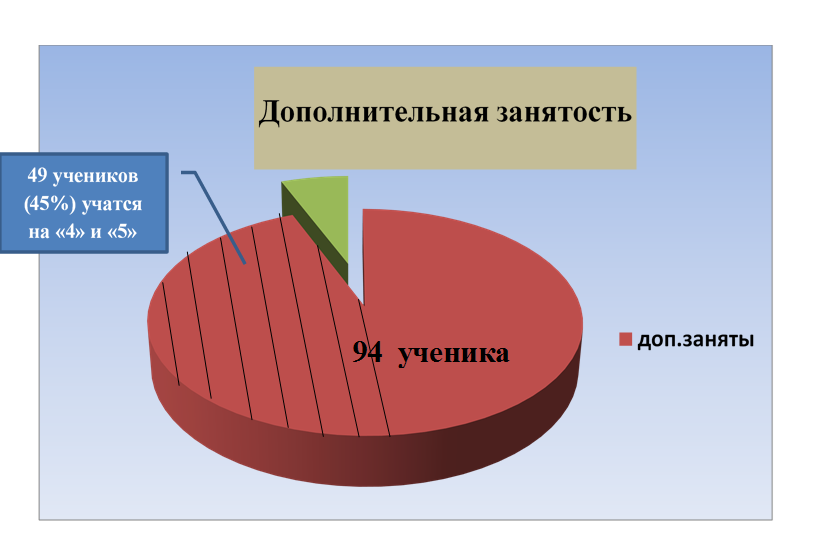 Дополнительная занятость
49 учеников
(45%) учатся
на «4» и «5»
94 ученика
доп.заняты